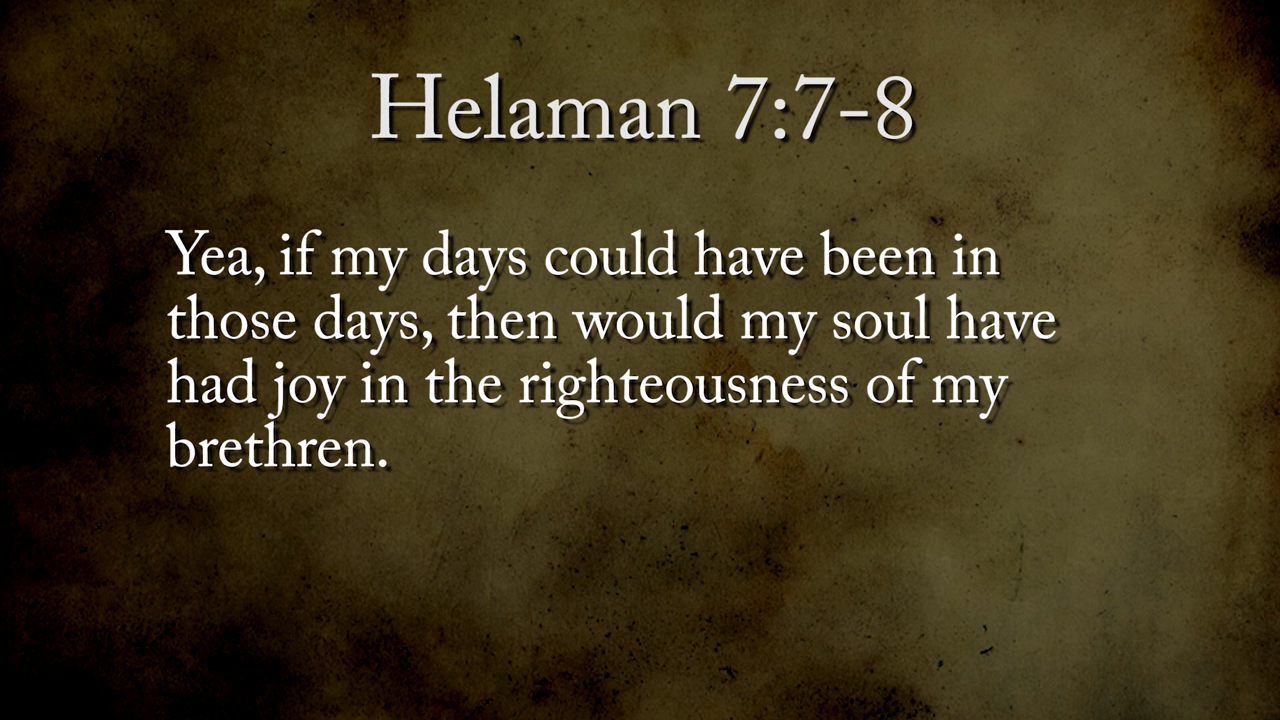 Helaman 7:7-8
Yea, if my days could have been in
those days, then would my soul have
had joy in the righteousness of my
brethren.